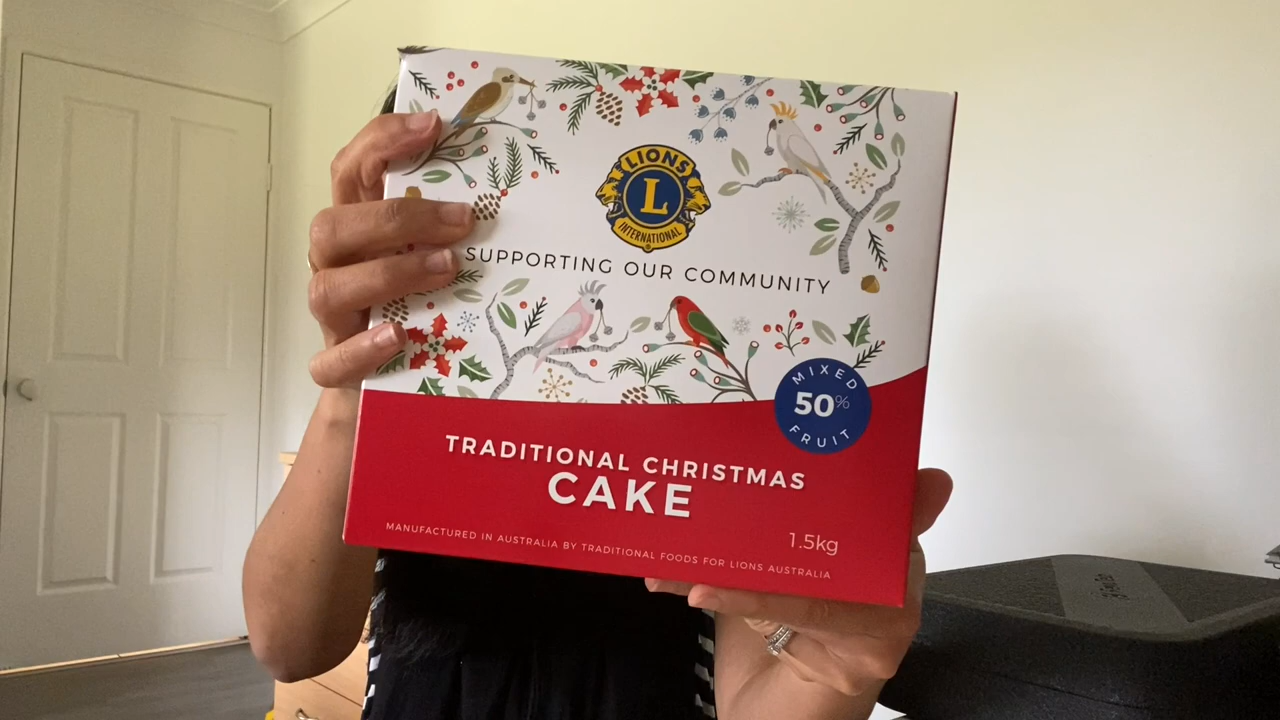 LIONS
L
INTERNATIONAL
SUPPORTING OUR COMMUNITY
MIXED
50%
FRUIT
TRADITIONAL CHRISTMAS
CAKE
1.5kg
MANUFACTURED IN AUSTRALIA BY TRADITIONAL FOODS FOR LIONS AUSTRALIA